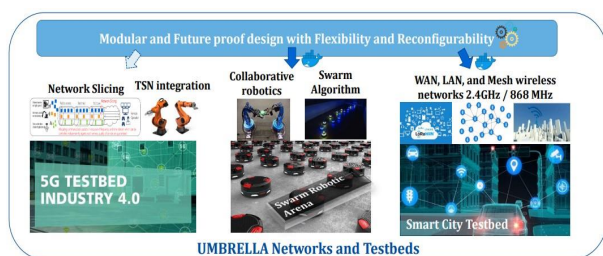 Modular and Future proof design with Flexibility and Reconfigurability
Network Slicing
TSN integration
Collaborative
robotics
Swarm
Algorithm
WAN, LAN, and Mesh wireless
networks 2.4GHz / 868 MHz
5G TESTBED
INDUSTRY 4.0
Swarm Robotic
Arena
Smart City Testbed
UMBRELLA Networks and Testbeds